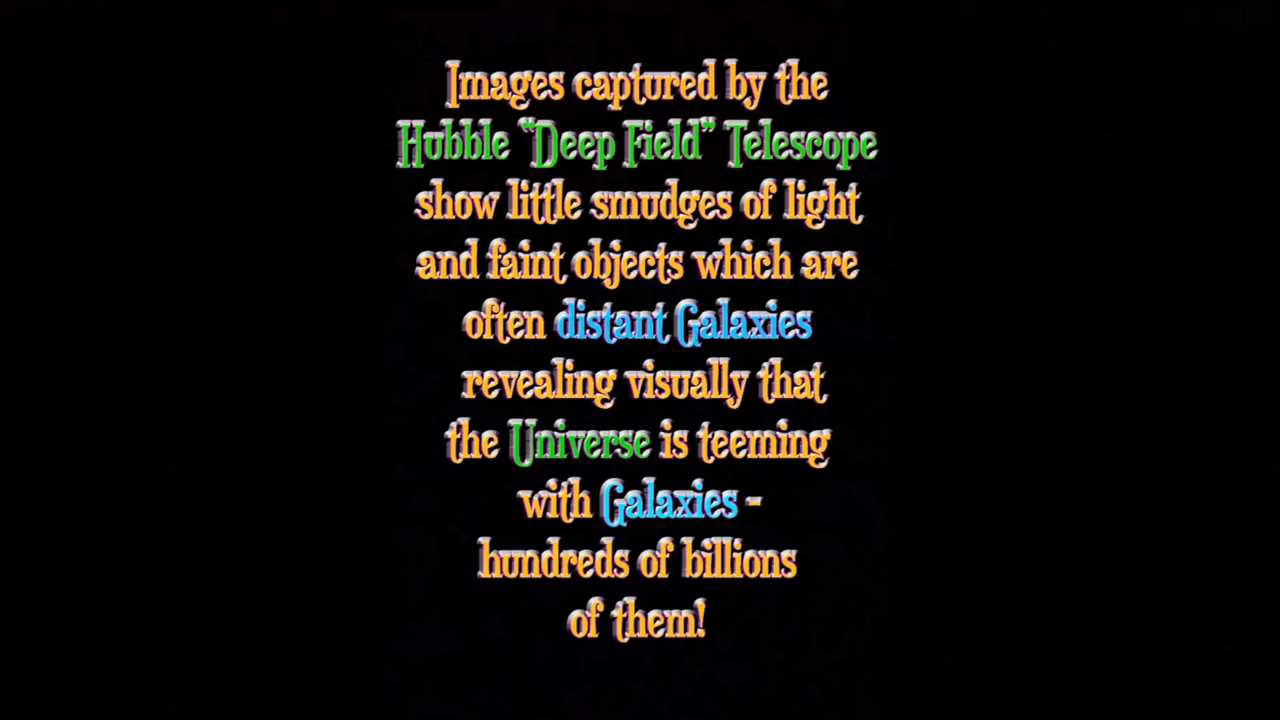 Images captured by the
Hubble “Deep Field” Telescope
show little smudges of light
and faint objects which are
often distant Galaxies
revealing visually that
the Universe is teeming
with Galaxies -
hundreds of billions
of them!